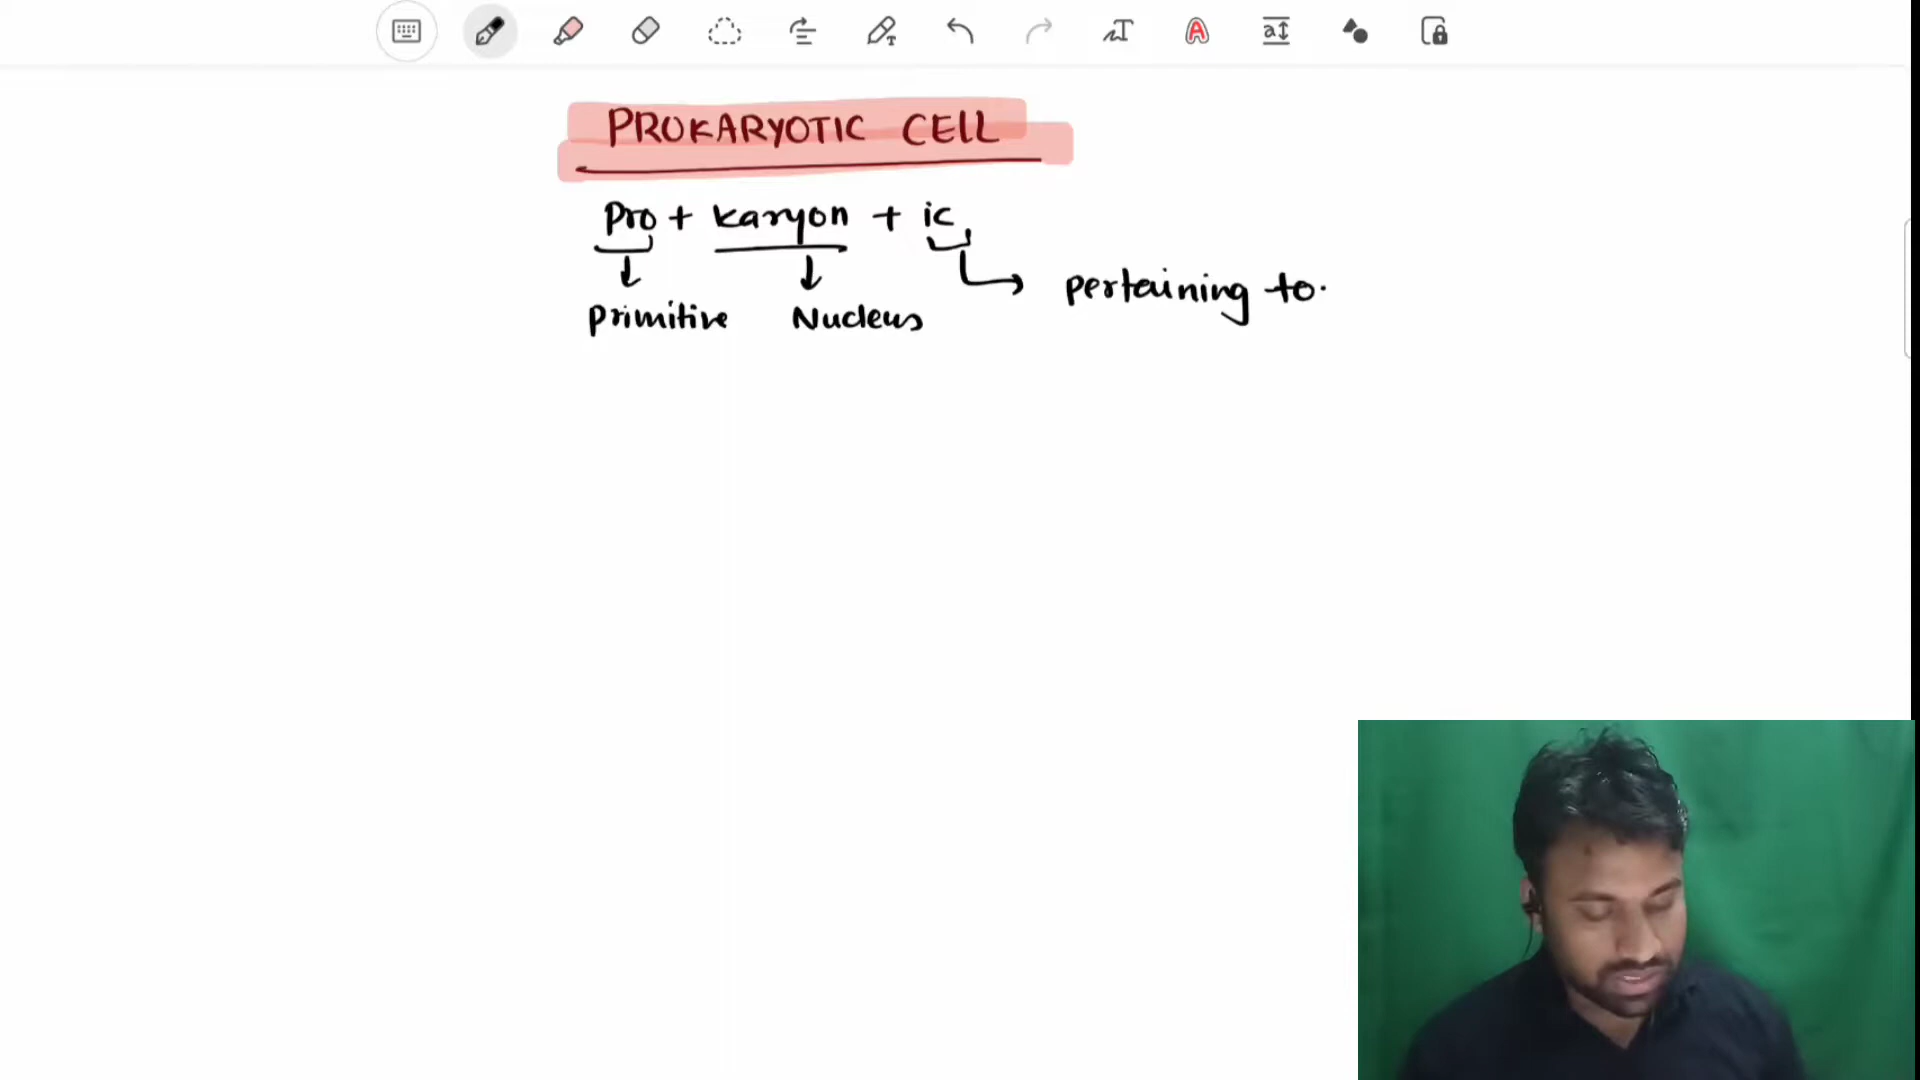 PROKARYOTIC CELL
Pro + karyon + ic
pertaining to.
Primitive Nucleus